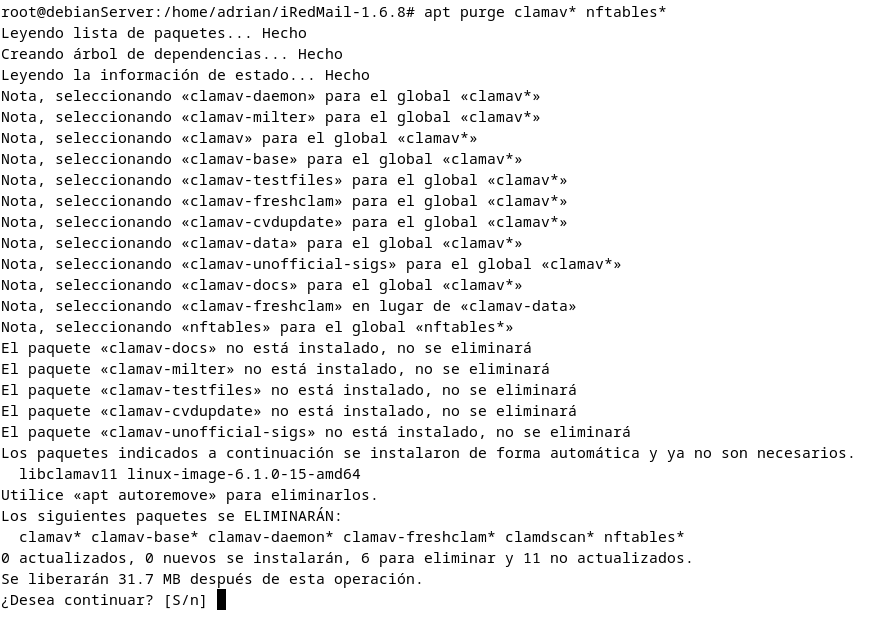 root@debianServer:/home/adrian/iRedMail-1.6.8# apt purge clamav* nftables*
Leyendo lista de paquetes... Hecho
Creando árbol de dependencias... Hecho
Leyendo la información de estado... Hecho
Nota, seleccionando «clamav-daemon» para el global «clamav*»
Nota, seleccionando «clamav-milter» para el global «clamav*»
Nota, seleccionando «clamav» para el global «clamav*»
Nota, seleccionando «clamav-base» para el global «clamav*»
Nota, seleccionando «clamav-testfiles» para el global «clamav*»
Nota, seleccionando «clamav-freshclam» para el global «clamav*»
Nota, seleccionando «clamav-cvdupdate» para el global «clamav*»
Nota, seleccionando «clamav-data» para el global «clamav*»
Nota, seleccionando «clamav-unofficial-sigs» para el global «clamav*»
Nota, seleccionando «clamav-docs» para el global «clamav*»
Nota, seleccionando «clamav-freshclam» en lugar de «clamav-data»
Nota, seleccionando «nftables» para el global «nftables*»
El paquete «clamav-docs» no está instalado, no se eliminará
El paquete «clamav-milter» no está instalado, no se eliminará
El paquete «clamav-testfiles» no está instalado, no se eliminará
El paquete «clamav-cvdupdate» no está instalado, no se eliminará
El paquete «clamav-unofficial-sigs» no está instalado, no se eliminará
Los paquetes indicados a continuación se instalaron de forma automática y ya no son necesarios.
  libclamav11 linux-image-6.1.0-15-amd64
Utilice «apt autoremove» para eliminarlos.
Los siguientes paquetes se ELIMINARÁN:
  clamav* clamav-base* clamav-daemon* clamav-freshclam* clamdscan* nftables*
0 actualizados, 0 nuevos se instalarán, 6 para eliminar y 11 no actualizados.
Se liberarán 31.7 MB después de esta operación.
¿Desea continuar? [S/n]